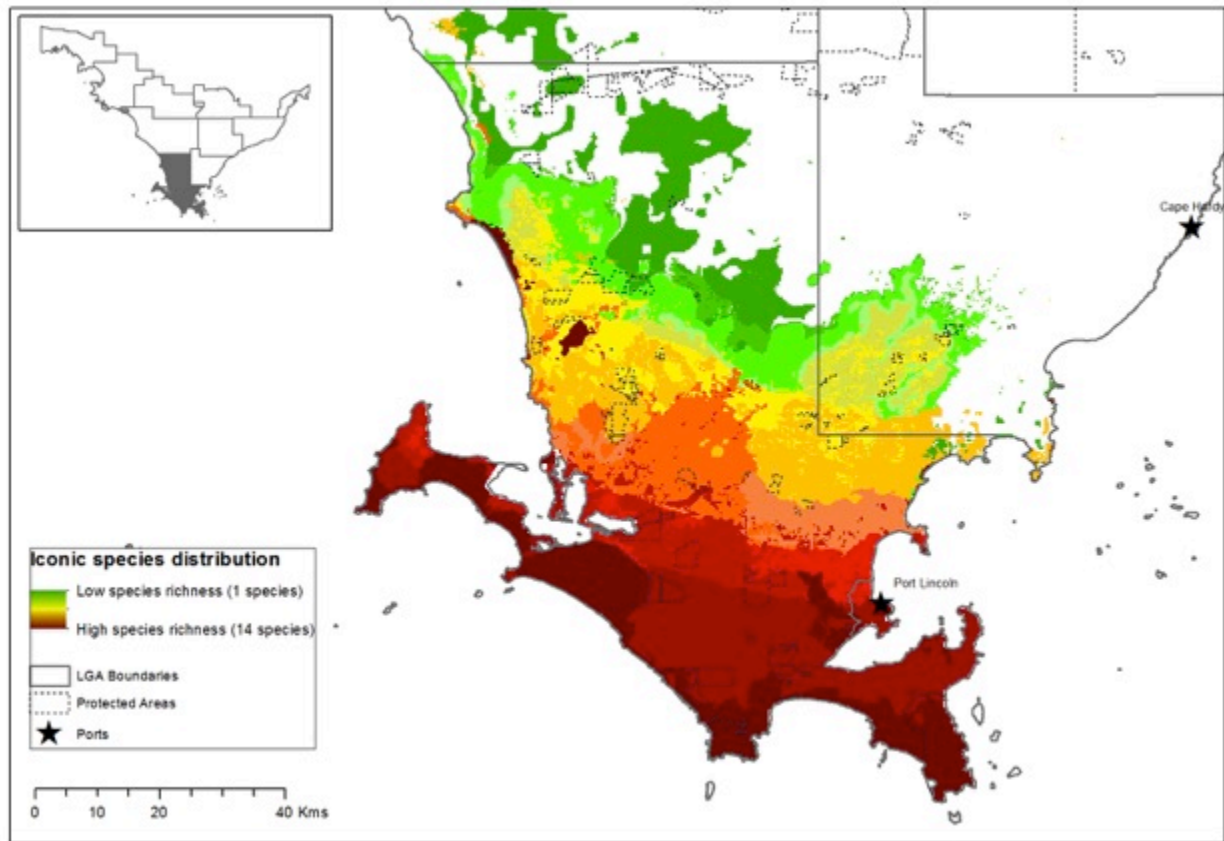 Cape Hardy
Port Lincoln
Iconic species distribution
Low species richness (1 species)
High species richness (14 species)
LGA Boundaries
Protected Areas
Ports
0 10 20 40 Kms